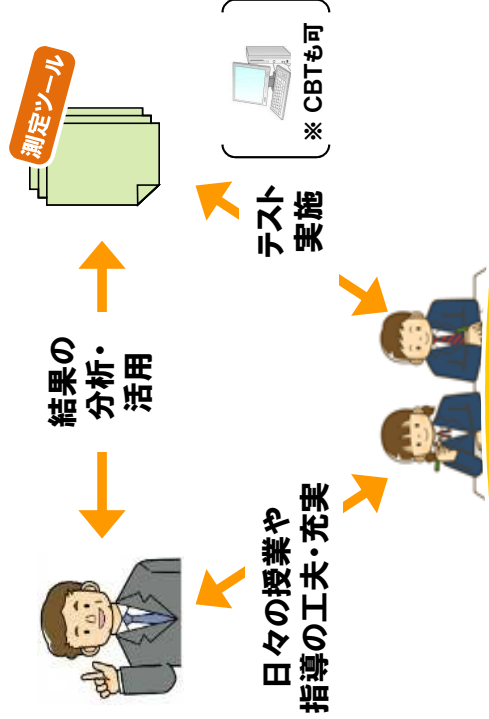 測定ツール
※ CBTも可
結果の
分析・
活用
テスト
実施
日々の授業や
指導の工夫・充実